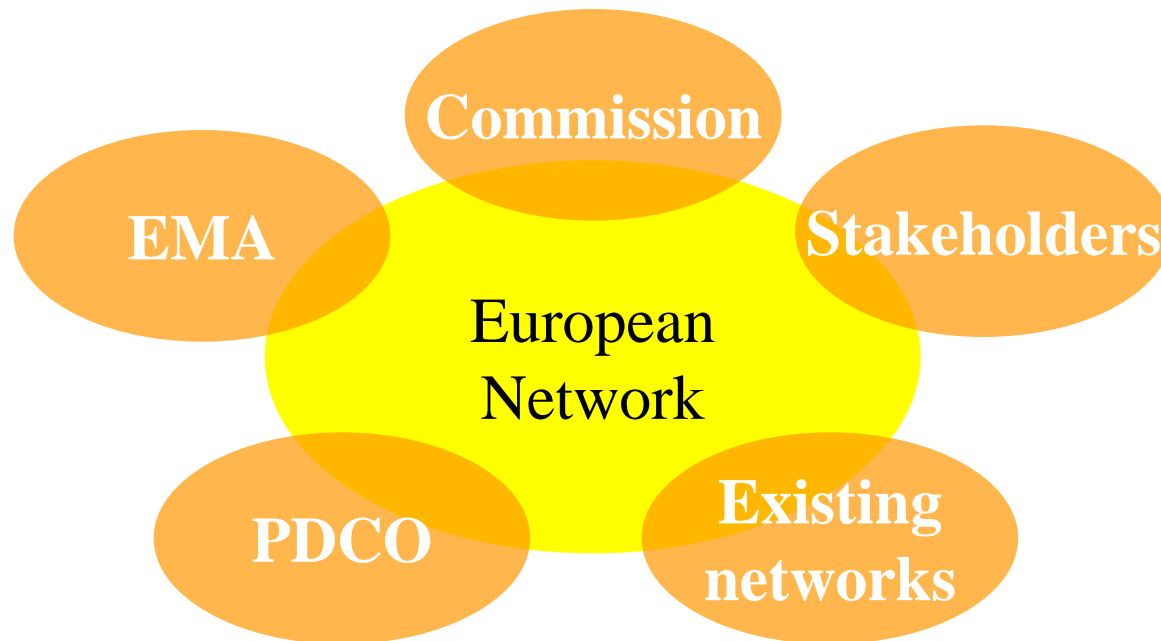 Commission
EMA
Stakeholders
European
Network
PDCO
Existing
networks